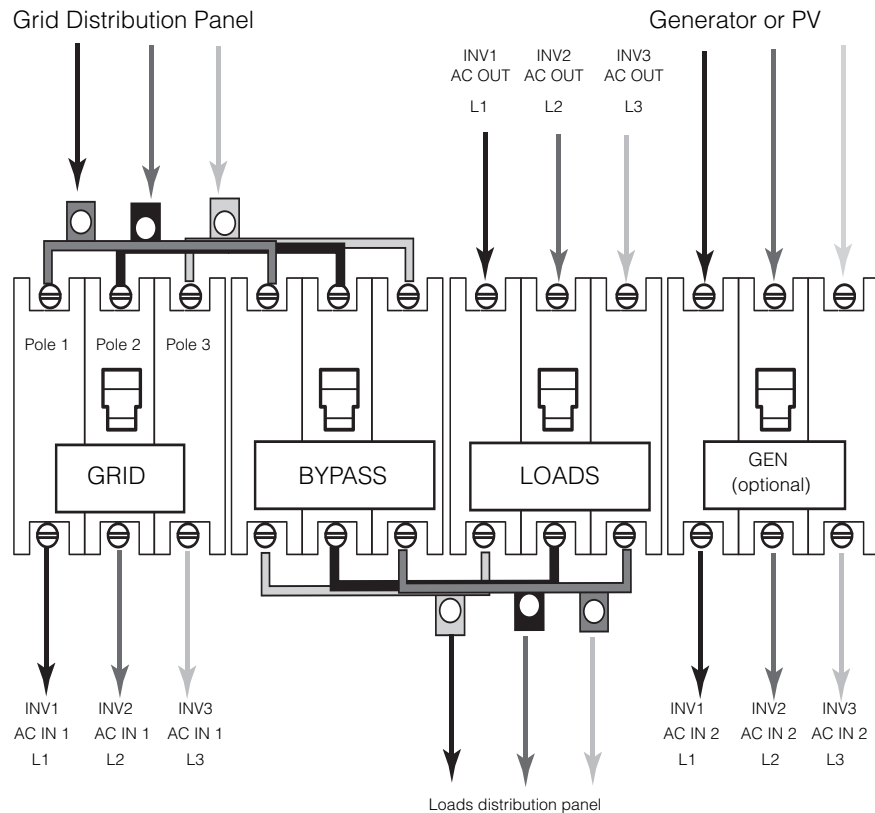 Grid Distribution Panel
Generator or PV
INV1
AC OUT
L1
INV2
AC OUT
L2
INV3
AC OUT
L3
Pole 1
Pole 2
Pole 3
GRID
BYPASS
LOADS
GEN
(optional)
INV1
AC IN 1
L1
INV2
AC IN 1
L2
INV3
AC IN 1
L3
INV1
AC IN 2
L1
INV2
AC IN 2
L2
INV3
AC IN 2
L3
Loads distribution panel